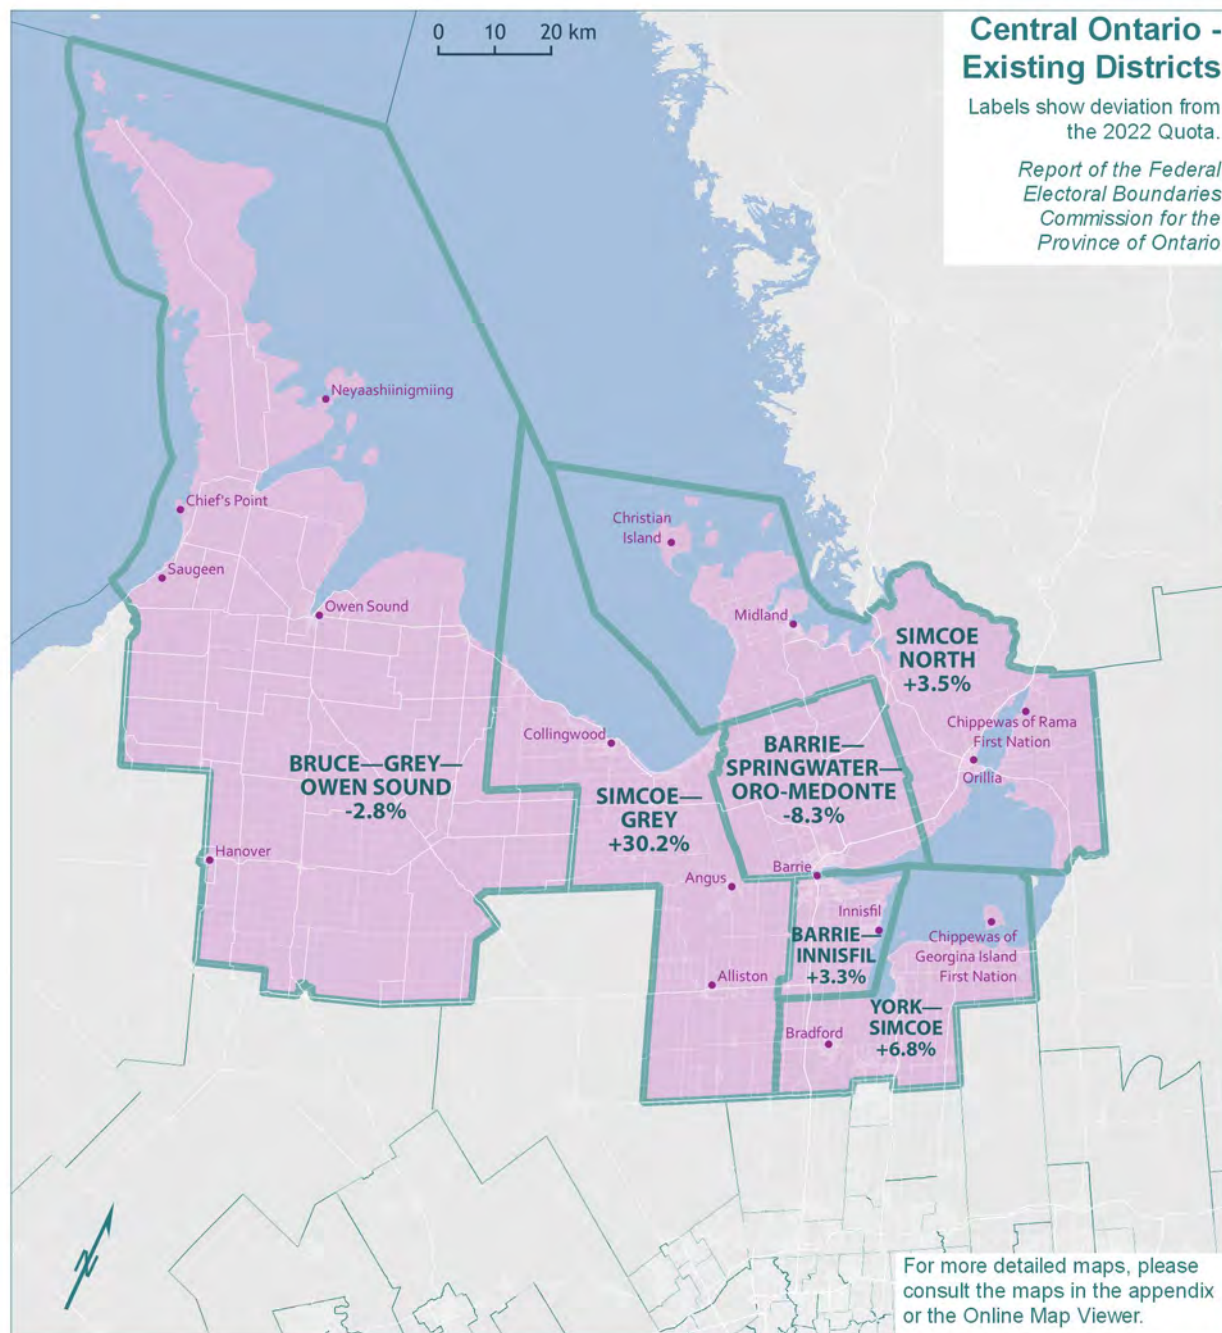 0 10 20 km
Central Ontario -
Existing Districts
Labels show deviation from
the 2022 Quota.
Report of the Federal
Electoral Boundaries
Commission for the
Province of Ontario
Neyaashiinigmiing
Chief's Point
Christian
Island
Saugeen
Owen Sound
Midland
SIMCOE
NORTH
+3.5%
Chippewas of Rama
First Nation
Orillia
Collingwood
BARRIE—
SPRINGWATER—
ORO-MEDONTE
-8.3%
BRUCE—GREY—
OWEN SOUND
-2.8%
SIMCOE—
GREY
+30.2%
Hanover
Barrie
Angus
Innisfil
BARRIE—
INNISFIL
+3.3%
Chippewas of
Georgina Island
First Nation
Alliston
YORK—
SIMCOE
+6.8%
Bradford
N
For more detailed maps, please
consult the maps in the appendix
or the Online Map Viewer.